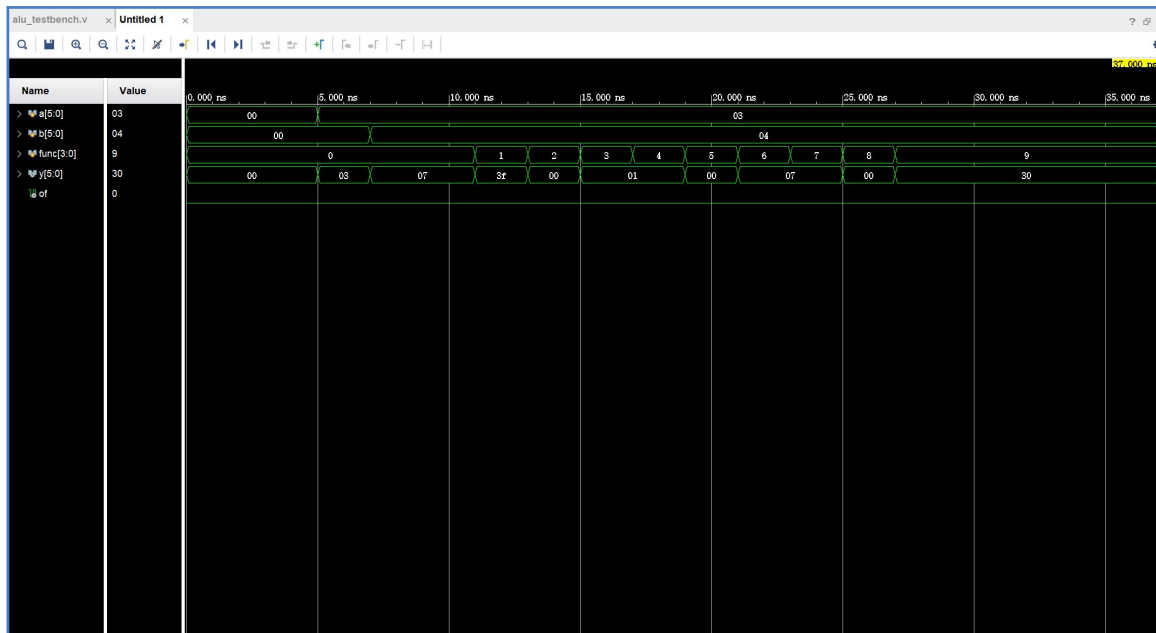 alu_testbench.v × Untitled 1 ×
? 
37.000 ns
Name Value
0.000 ns 5.000 ns 10.000 ns 15.000 ns 20.000 ns 25.000 ns 30.000 ns 35.000 ns
> a[5:0] 03 00 03
> b[5:0] 04 00 04
> func[3:0] 9 0 1 2 3 4 5 6 7 8 9
> y[5:0] 30 00 03 07 3f 00 01 00 07 00 30
of 0